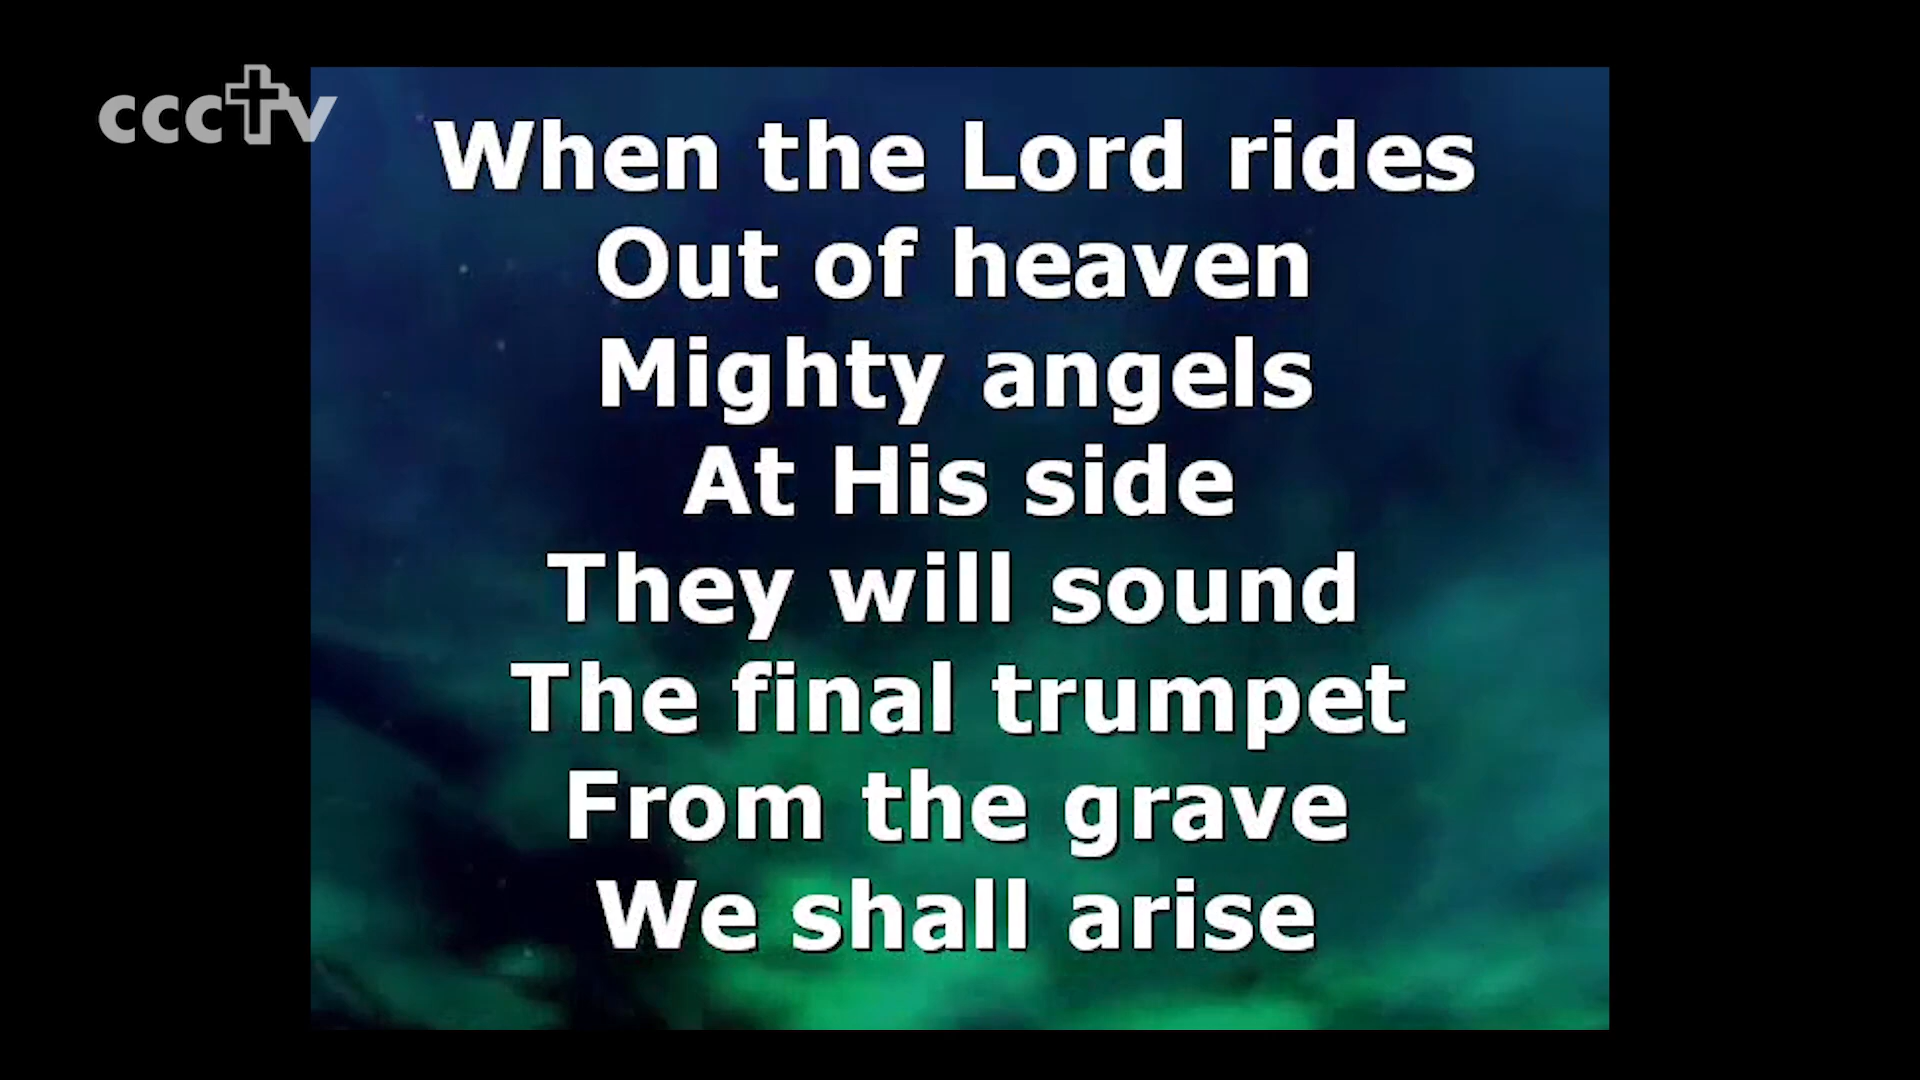 ccctv
When the Lord rides
Out of heaven
Mighty angels
At His side
They will sound
The final trumpet
From the grave
We shall arise